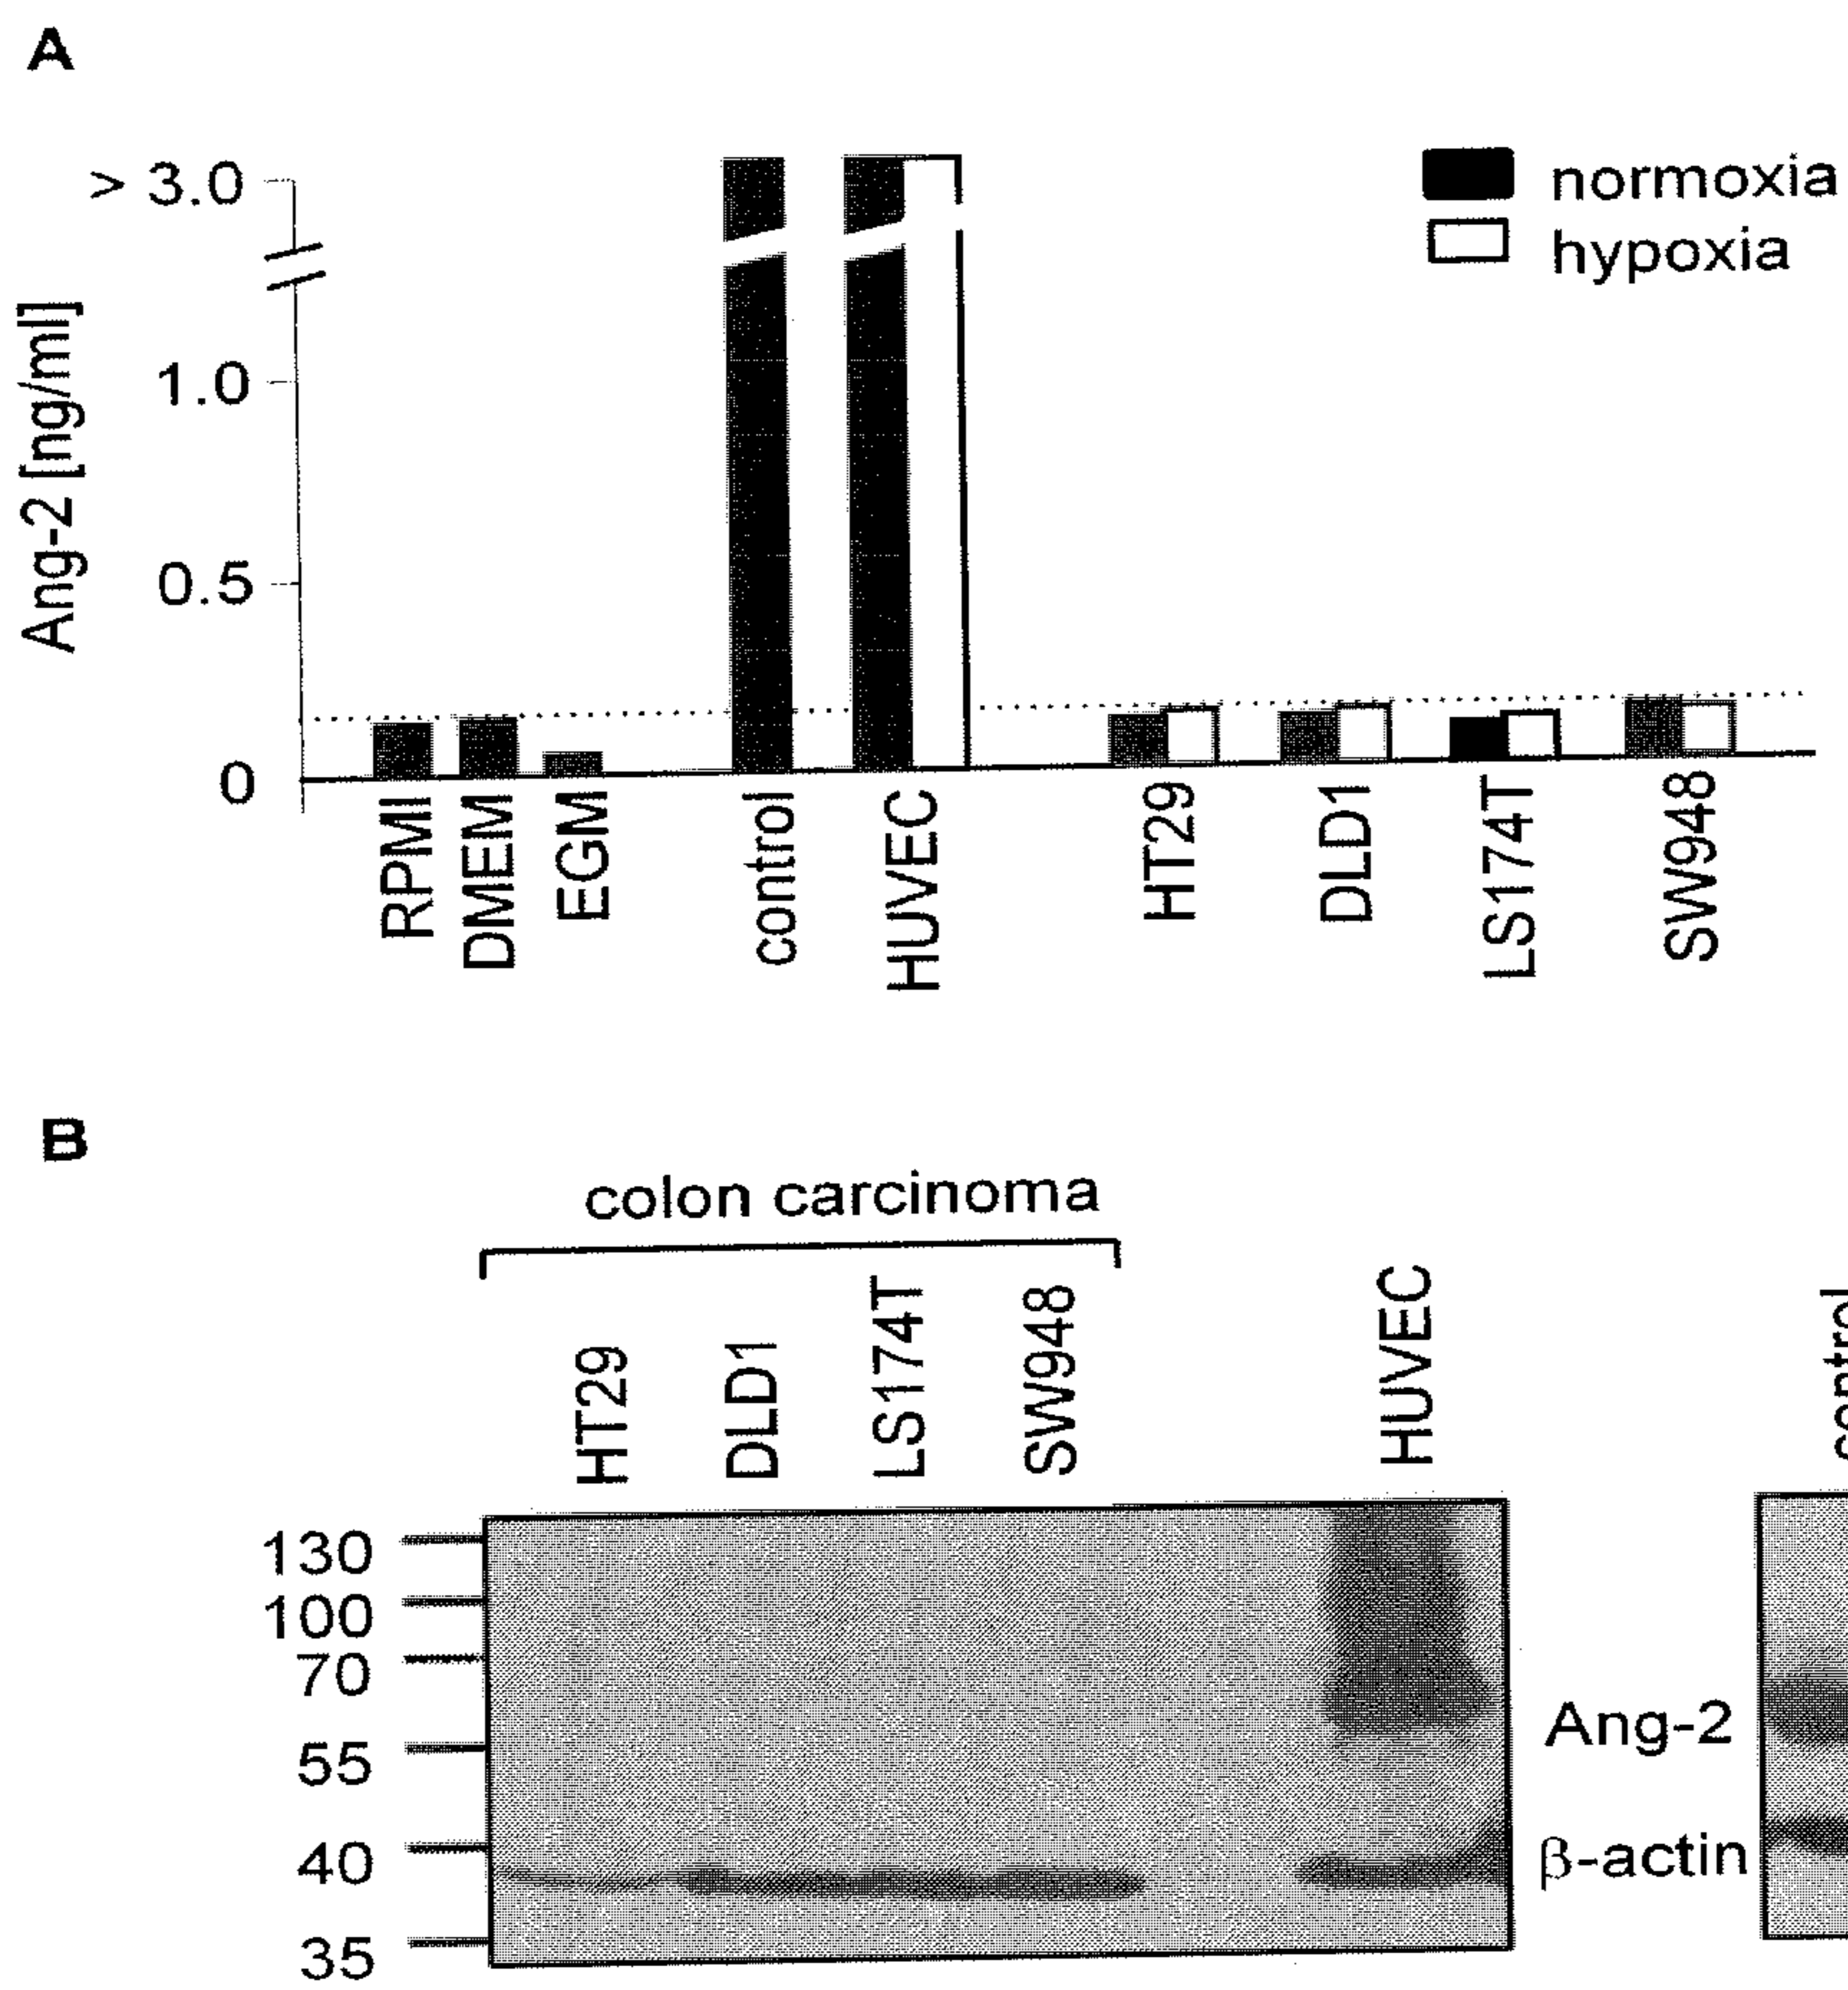 A
> 3.0
1.0
0.5
0
Ang-2 [ng/ml]
normoxia
hypoxia
RPMI
DMEM
EGM
control
HUVEC
HT29
DLD1
LS174T
SW948
B
colon carcinoma
HT29
DLD1
LS174T
SW948
HUVEC
control
130
100
70
55
40
35
Ang-2
β-actin